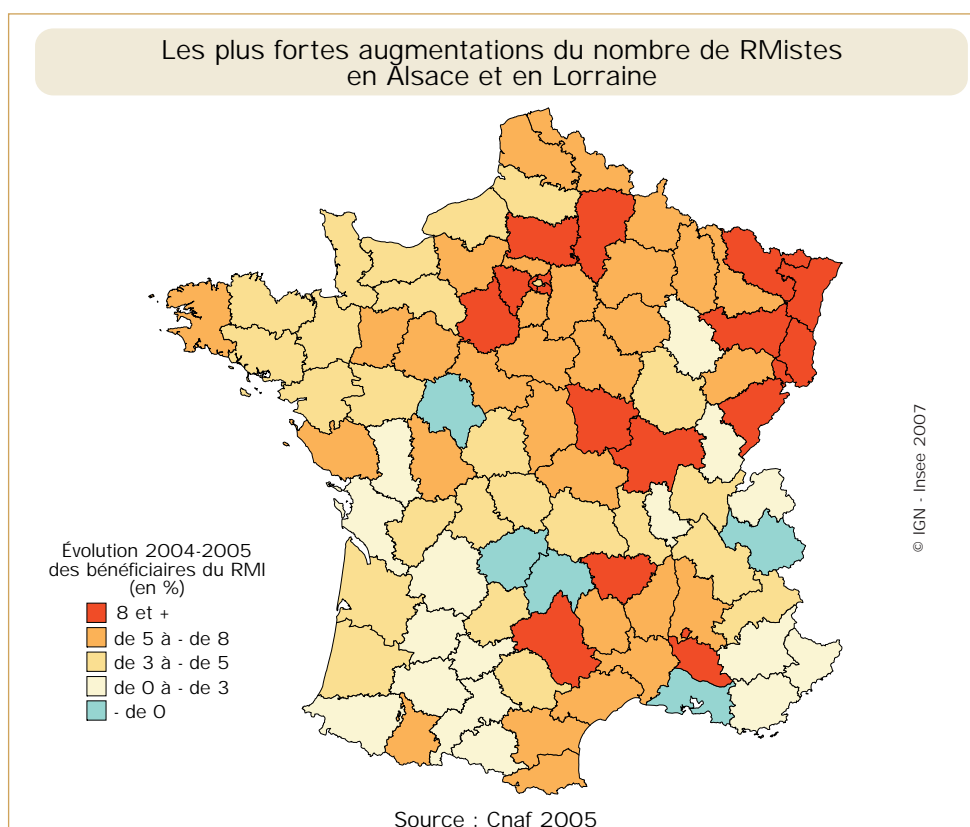 Les plus fortes augmentations du nombre de RMistes
en Alsace et en Lorraine
© IGN - Insee 2007
Évolution 2004-2005
des bénéficiaires du RMI
(en %)
8 et +
de 5 à - de 8
de 3 à - de 5
de 0 à - de 3
- de 0
Source : Cnaf 2005